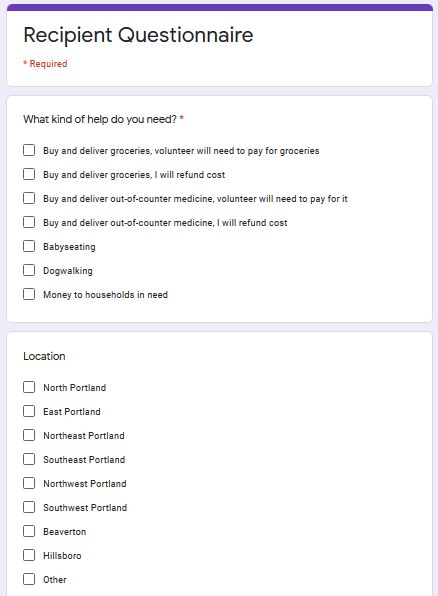 Recipient Questionnaire
* Required
What kind of help do you need? *
Buy and deliver groceries, volunteer will need to pay for groceries
Buy and deliver groceries, I will refund cost
Buy and deliver out-of-counter medicine, volunteer will need to pay for it
Buy and deliver out-of-counter medicine, I will refund cost
Babyseating
Dogwalking
Money to households in need
Location
North Portland
East Portland
Northeast Portland
Southeast Portland
Northwest Portland
Southwest Portland
Beaverton
Hillsboro
Other